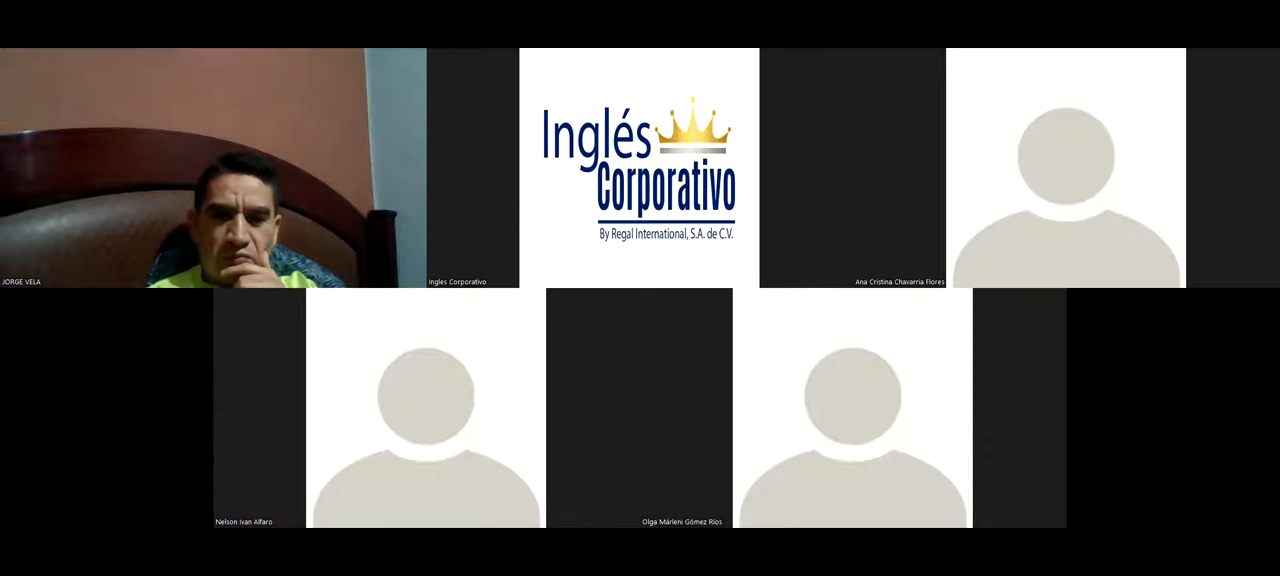 Inglés
Corporativo
By Regal International, S.A. de C.V.
JORGE VELA
Ingles Corporativo
Ana Cristina Chavarria Flores
Nelson Ivan Alfaro
Olga Márleni Gómez Ríos